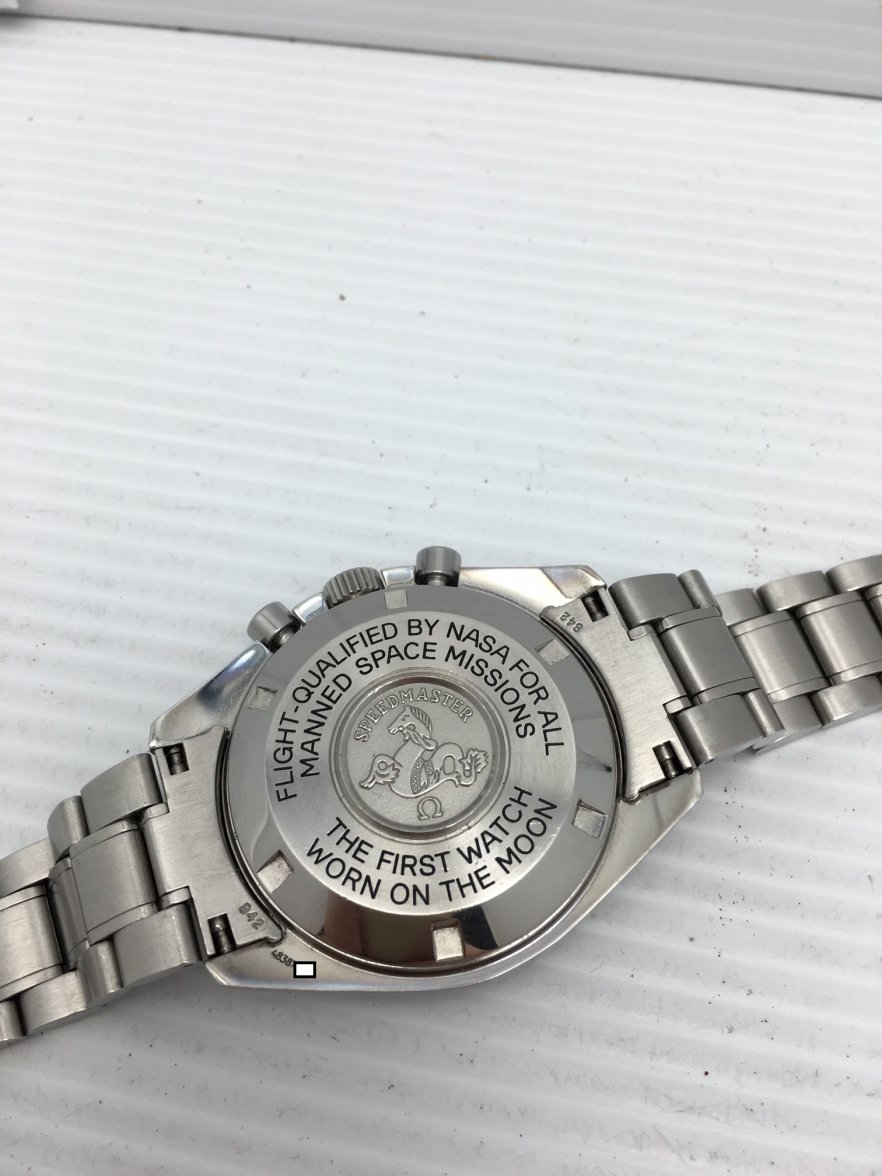 FLIGHT-QUALIFIED BY NASA FOR ALL
MANNED SPACE MISSIONS
SPEEDMASTER
Ω
THE FIRST WATCH
WORN ON THE MOON
842
842